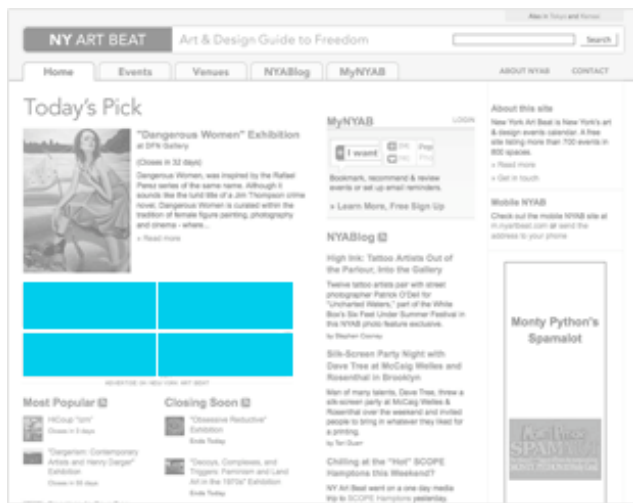 Also in Tokyo and Kansai
NY ART BEAT
Art & Design Guide to Freedom
Search
Home
Events
Venues
NYABlog
MyNYAB
ABOUT NYAB
CONTACT
Today's Pick
"Dangerous Women" Exhibition
at DFN Gallery
(Closes in 32 days)
Dangerous Women, was inspired by the Rafael
Perez series of the same name. Although it
sounds like the lurid title of a Jim Thompson crime
novel, Dangerous Women is curated within the
tradition of female figure painting, photography
and cinema - where...
» Read more
ADVERTISE ON NEW YORK ART BEAT
Most Popular
HiCoup "om"
Closes in 5 days
"Dargerism: Contemporary
Artists and Henry Darger"
Exhibition
Closing Soon
"Obsessive Reductive"
Exhibition
Ends Today
"Decoys, Complexes, and
Triggers: Feminism and Land
Art in the 1970s" Exhibition
Ends Today
MyNYAB
LOGIN
I want
Bookmark, recommend & review
events or set up email reminders.
» Learn More, Free Sign Up
NYABlog
High Ink: Tattoo Artists Out of
the Parlour, Into the Gallery
Twelve tattoo artists pair with street
photographer Patrick O'Dell for
"Uncharted Waters," part of the White
Box's Six Feet Under Summer Festival in
this NYAB photo feature exclusive.
by Stephen
Silk-Screen Party Night with
Dave Tree at McCaig Welles and
Rosenthal in Brooklyn
Man of many talents, Dave Tree, threw a
silk-screen party at McCaig Welles &
Rosenthal over the weekend and invited
people to bring in whatever they liked for
a printing.
by Teri Duerr
Chilling at the "Hot" SCOPE
Hamptons this Weekend?
NY Art Beat went on a one day media
trip to SCOPE Hamptons yesterday.
About this site
New York Art Beat is New York's art
& design events calendar. A free
site listing more than 700 events in
800 spaces.
» Read more
» Get in touch
Mobile NYAB
Check out the mobile NYAB site at
m.nyartbeat.com or send the
address to your phone
Monty Python's
Spamalot